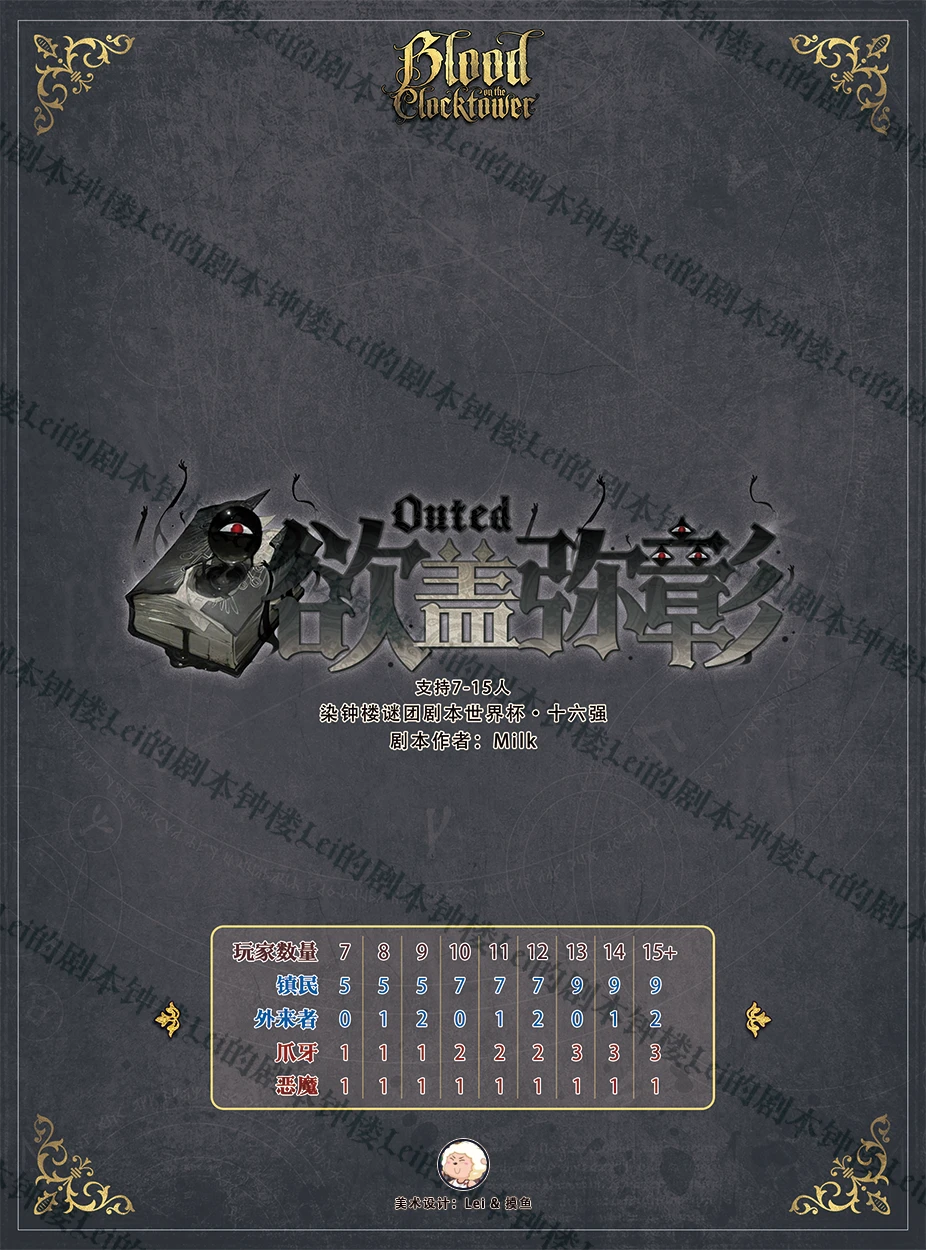 Blood
on the
Clocktower
Outed
欲盖弥彰
支持7-15人
染钟楼谜团剧本世界杯·十六强
剧本作者：Milk
玩家数量 7 8 9 10 11 12 13 14 15+
镇民 5 5 5 7 7 7 9 9 9
外来者 0 1 2 0 1 2 0 1 2
爪牙 1 1 1 2 2 2 3 3 3
恶魔 1 1 1 1 1 1 1 1 1
美术设计：Lei & 摸鱼
钟楼Lei的剧本